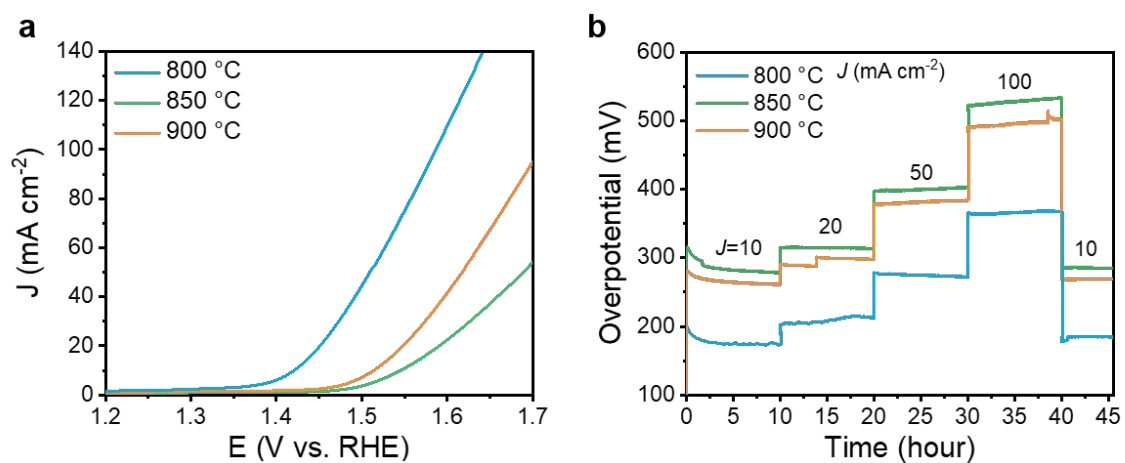 a
140
120
100
80
60
40
20
0
J (mA cm-2)
800 °C
850 °C
900 °C
1.2 1.3 1.4 1.5 1.6 1.7
E (V vs. RHE)
b
600
500
400
300
200
100
Overpotential (mV)
800 °C
850 °C
900 °C
J (mA cm-2)
J=10
20
50
100
10
0 5 10 15 20 25 30 35 40 45
Time (hour)